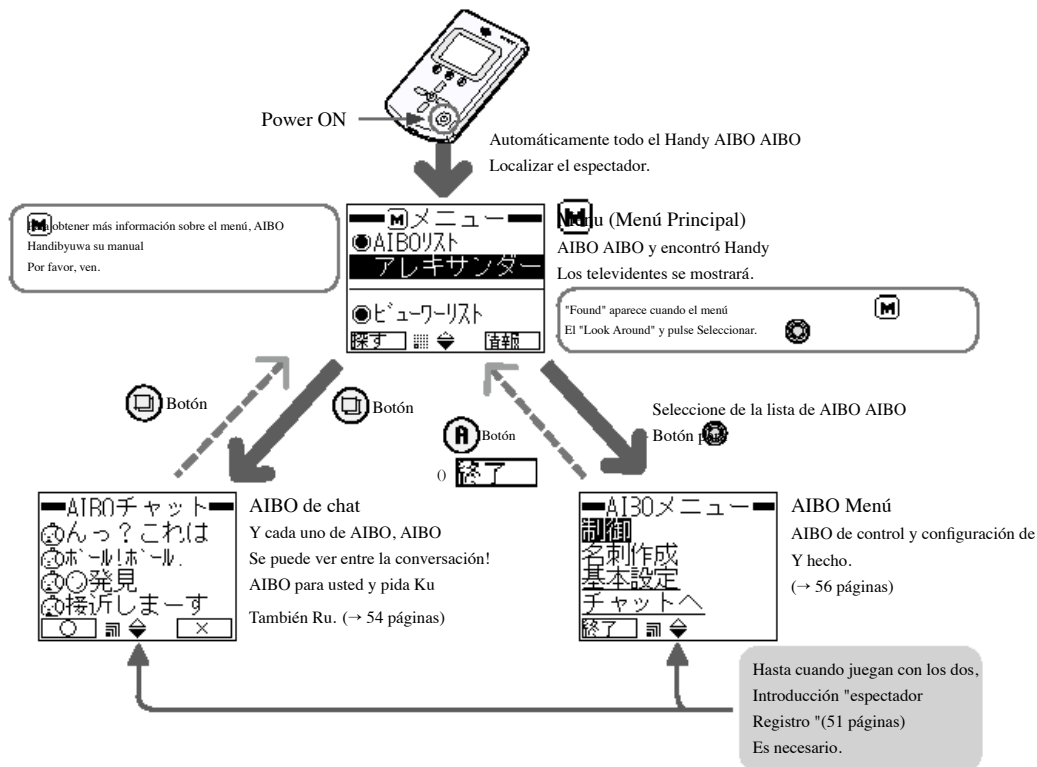 Power ON
Automáticamente todo el Handy AIBO AIBO
Localizar el espectador.
obtener más información sobre el menú, AIBO
Handibyuwa su manual
Por favor, ven.
Mメニュー
●AIBOリスト
アレキサンダー
●ビューワーリスト
探す 情報
Menu (Menú Principal)
AIBO AIBO y encontró Handy
Los televidentes se mostrará.
"Found" aparece cuando el menú M
El "Look Around" y pulse Seleccionar.
Botón
Botón
A Botón
() 終了
Seleccione de la lista de AIBO AIBO
Botón para
AIBOチャット
んっ?これは
ボール!ボール.
◯発見
接近しまーす
○ ×
AIBO de chat
Y cada uno de AIBO, AIBO
Se puede ver entre la conversación!
AIBO para usted y pida Ku
También Ru. (→ 54 páginas)
AIBOメニュー
制御
名刺作成
基本設定
チャットへ
終了
AIBO Menú
AIBO de control y configuración de
Y hecho.
(→ 56 páginas)
Hasta cuando juegan con los dos,
Introducción "espectador
Registro "(51 páginas)
Es necesario.